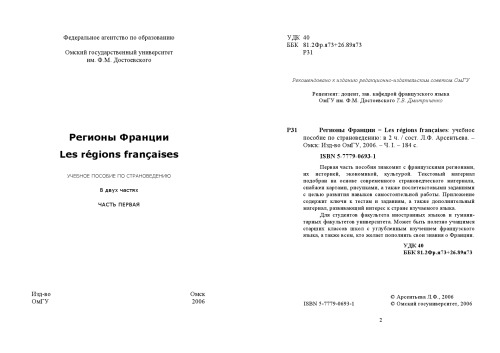 Федеральное агентство по образованию
Омский государственный университет
им. Ф.М. Достоевского
Регионы Франции
Les régions françaises
УЧЕБНОЕ ПОСОБИЕ ПО СТРАНОВЕДЕНИЮ
В двух частях
ЧАСТЬ ПЕРВАЯ
Изд-во Омск
ОмГУ 2006
УДК 40
ББК 81.2Фр.я73+26.89я73
Р31
Рекомендовано к изданию редакционно-издательским советом ОмГУ
Рецензент: доцент, зав. кафедрой французского языка
ОмГУ им. Ф.М. Достоевского Т.В. Дмитриенко
Р31 Регионы Франции = Les régions françaises: учебное
пособие по страноведению: в 2 ч. / сост. Л.Ф. Арсентьева. –
Омск: Изд-во ОмГУ, 2006. – Ч. I. – 184 с.
ISBN 5-7779-0693-1
Первая часть пособия знакомит с французскими регионами,
их историей, экономикой, культурой. Текстовый материал
подобран на основе современного страноведческого материала,
снабжен картами, рисунками, а также послетекстовыми заданиями
с целью развития навыков самостоятельной работы. Приложение
содержит ключи к тестам и заданиям, а также дополнительный
материал, развивающий интерес к стране изучаемого языка.
Для студентов факультета иностранных языков и гумани-
тарных факультетов университета. Может быть полезно учащимся
старших классов школ с углубленным изучением французского
языка, а также всем, кто желает пополнить свои знания о Франции.
УДК 40
ББК 81.2Фр.я73+26.89я73
© Арсентьева Л.Ф., 2006
ISBN 5-7779-0693-1 © Омский госуниверситет, 2006
2